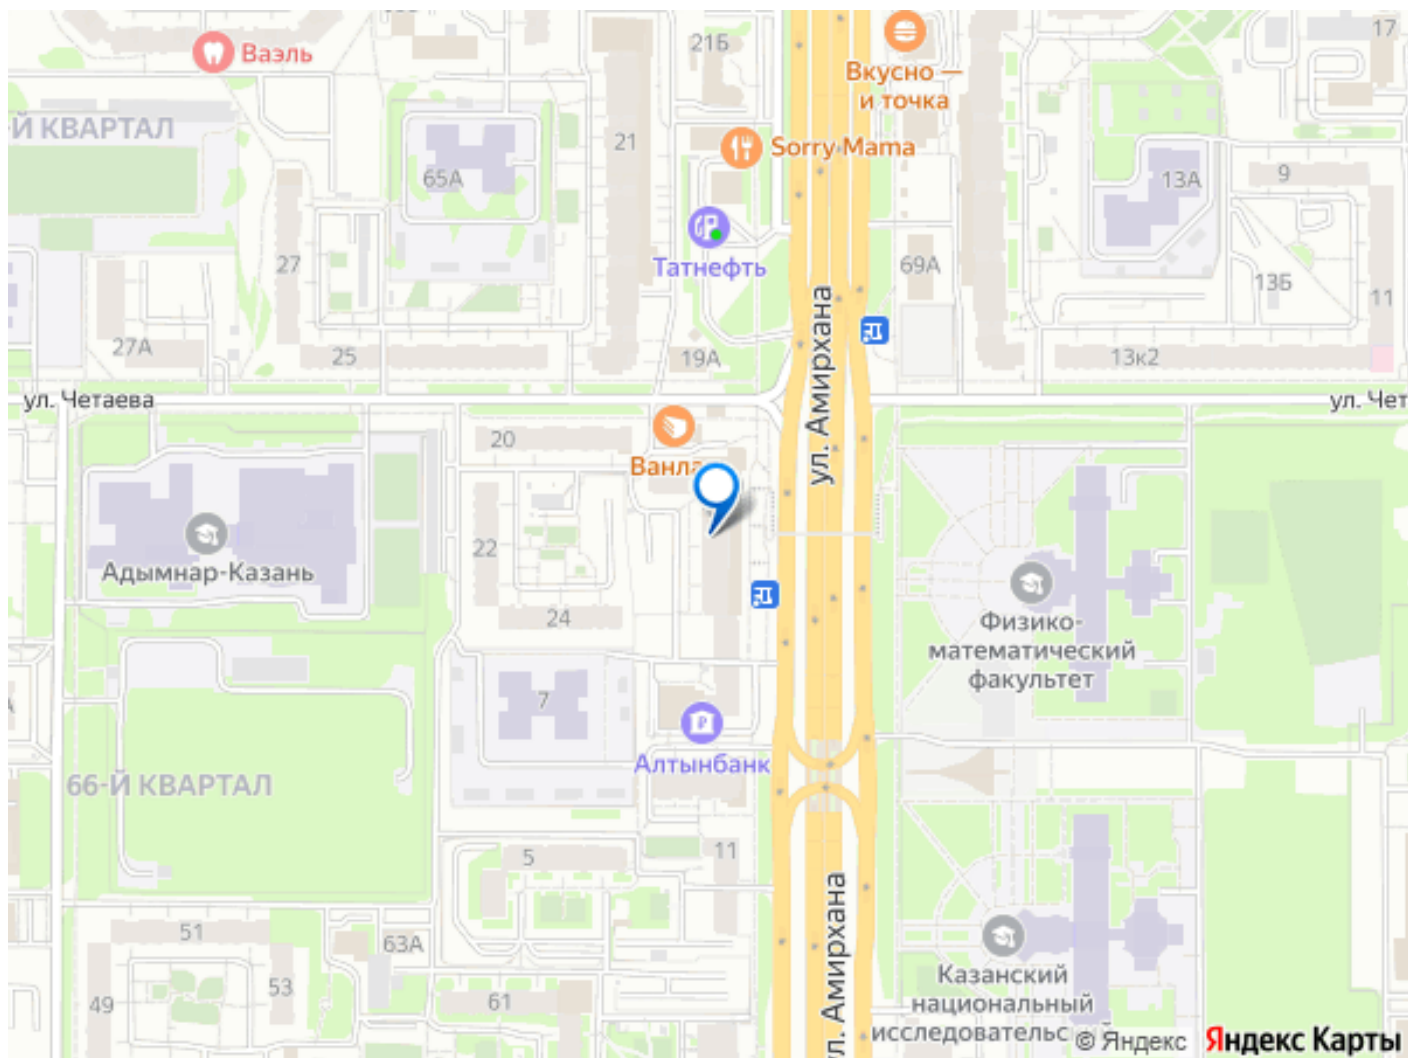 Ваэль
21Б
Вкусно —
и точка
17
-Й КВАРТАЛ
21
Sorry Mama
65А
13А
9
27
Татнефть
69А
13Б
11
27А
25
19А
13к2
ул. Четаева
ул. Амирхана
ул. Чет
20
Ванла
22
Адымнар-Казань
24
Физико-
математический
факультет
7
66-Й КВАРТАЛ
Алтынбанк
5
11
51
63А
49
53
61
ул. Амирхана
Казанский
национальный
исследовательс
© Яндекс
Яндекс Карты